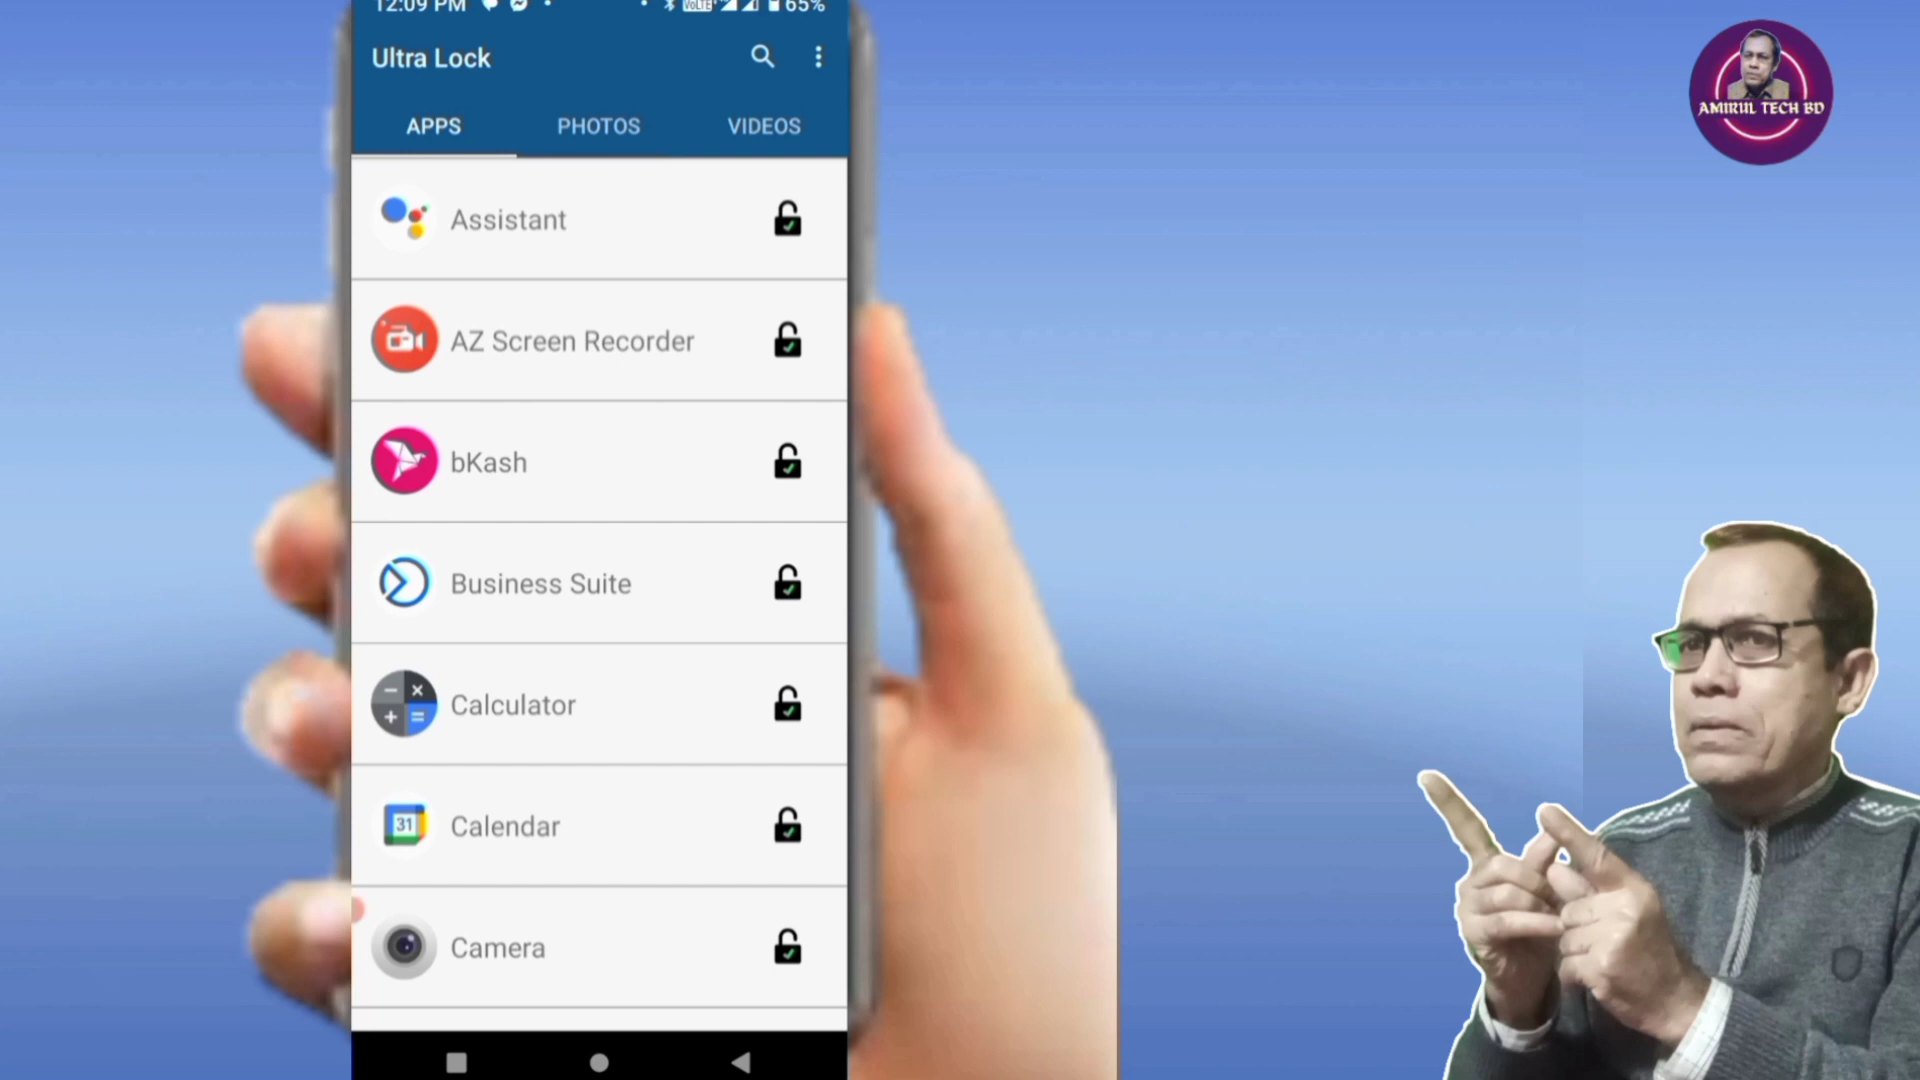 12:09 PM VoLTE 65%
Ultra Lock
APPS PHOTOS VIDEOS
Assistant
AZ Screen Recorder
bKash
Business Suite
Calculator
31 Calendar
Camera
AMIRUL TECH BD